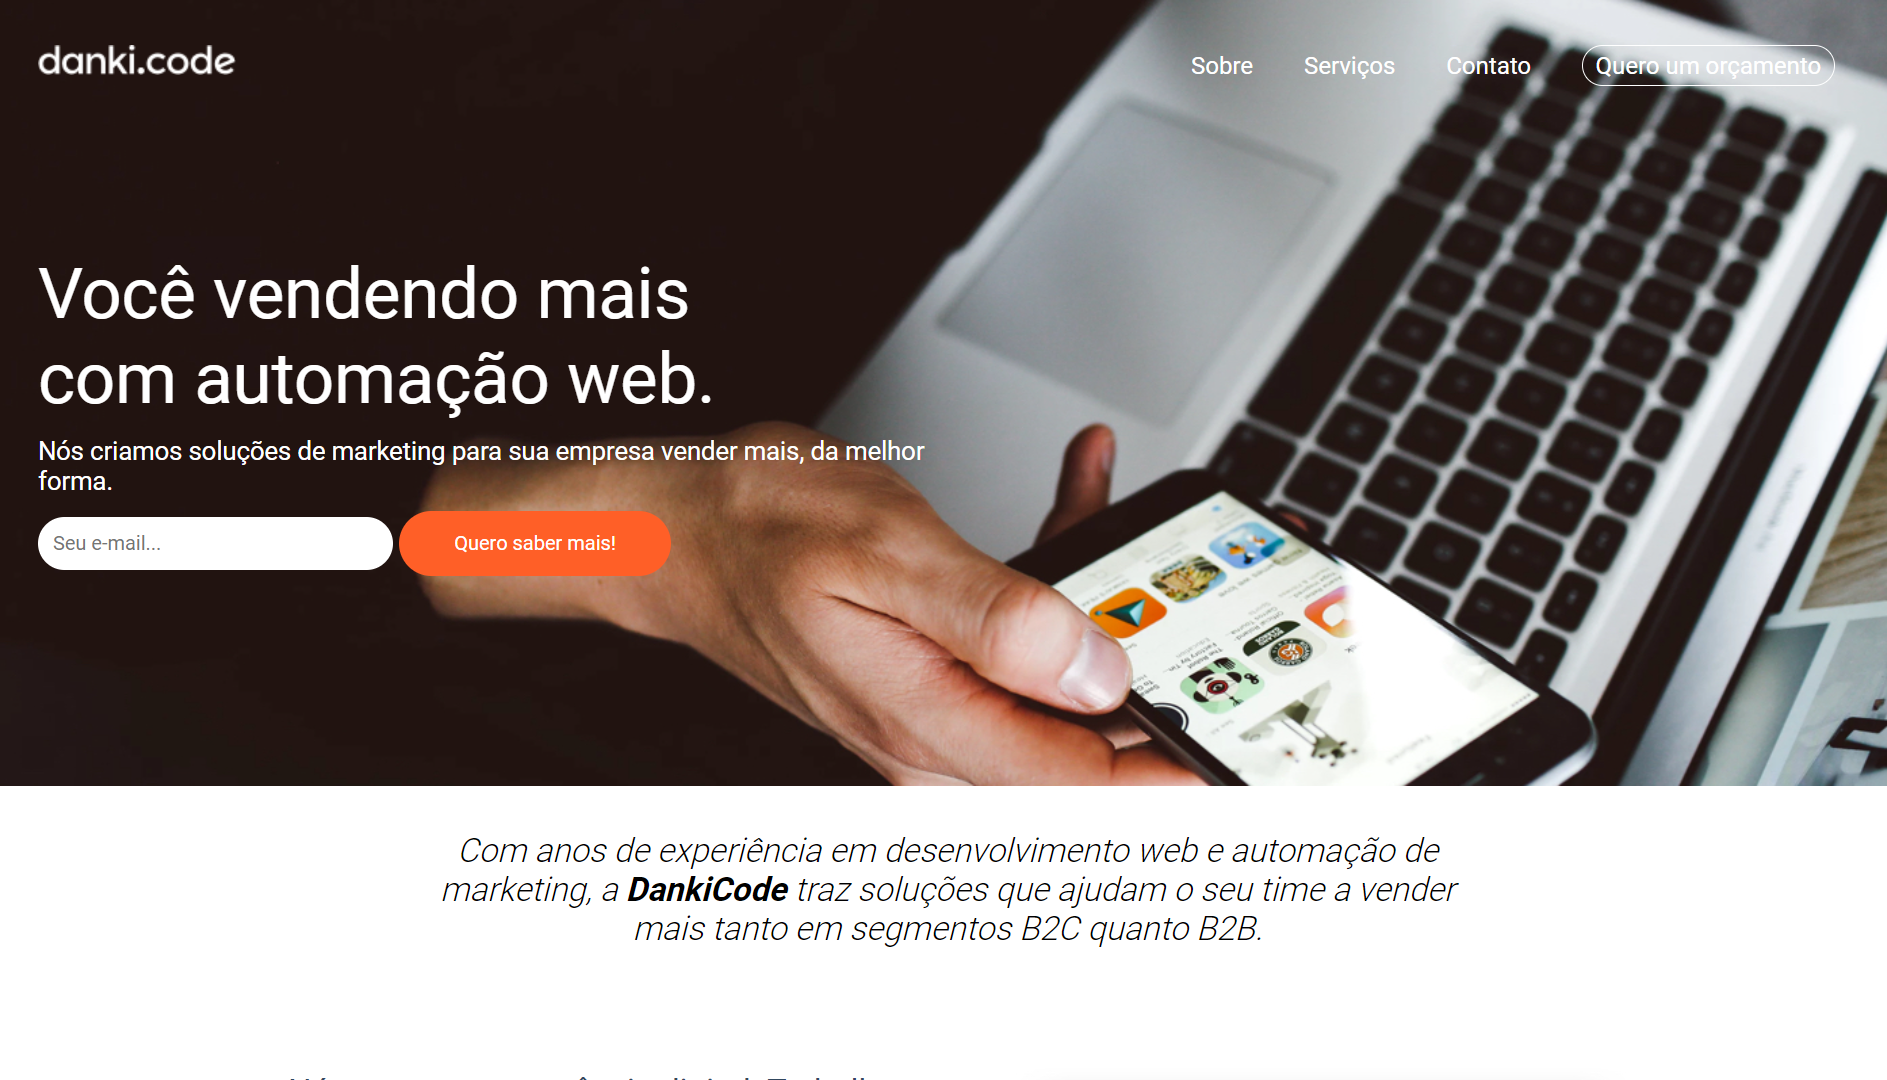 danki.code
Sobre Serviços Contato Quero um orçamento
Você vendendo mais
com automação web.
Nós criamos soluções de marketing para sua empresa vender mais, da melhor
forma.
Seu e-mail... Quero saber mais!
Com anos de experiência em desenvolvimento web e automação de
marketing, a DankiCode traz soluções que ajudam o seu time a vender
mais tanto em segmentos B2C quanto B2B.